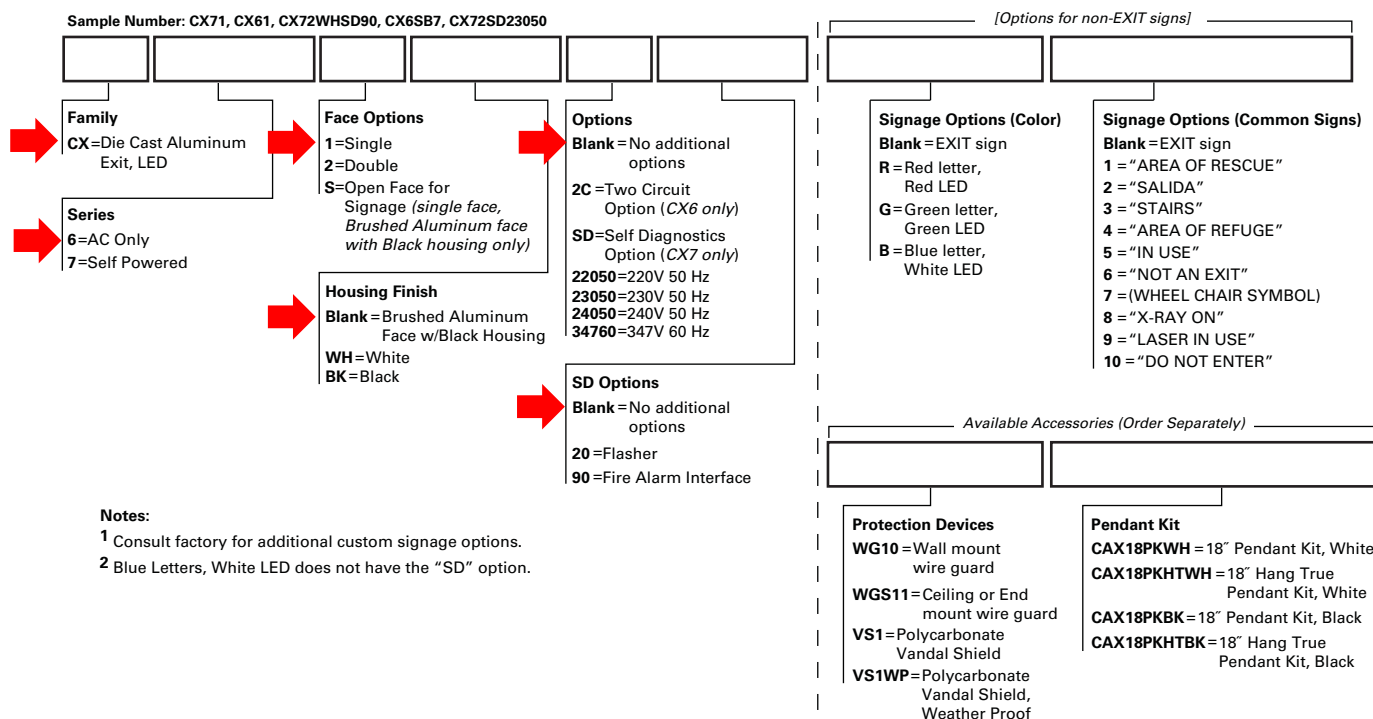 Sample Number: CX71, CX61, CX72WHSD90, CX6SB7, CX72SD23050
Family
CX=Die Cast Aluminum
Exit, LED
Series
6=AC Only
7=Self Powered
Face Options
1=Single
2=Double
S=Open Face for
Signage (single face,
Brushed Aluminum face
with Black housing only)
Housing Finish
Blank=Brushed Aluminum
Face w/Black Housing
WH=White
BK=Black
Options
Blank=No additional
options
2C=Two Circuit
Option (CX6 only)
SD=Self Diagnostics
Option (CX7 only)
22050=220V 50 Hz
23050=230V 50 Hz
24050=240V 50 Hz
34760=347V 60 Hz
SD Options
Blank=No additional
options
20=Flasher
90=Fire Alarm Interface
Notes:
1 Consult factory for additional custom signage options.
2 Blue Letters, White LED does not have the “SD” option.
[Options for non-EXIT signs]
Signage Options (Color)
Blank=EXIT sign
R=Red letter,
Red LED
G=Green letter,
Green LED
B=Blue letter,
White LED
Signage Options (Common Signs)
Blank=EXIT sign
1=“AREA OF RESCUE”
2=“SALIDA”
3=“STAIRS”
4=“AREA OF REFUGE”
5=“IN USE”
6=“NOT AN EXIT”
7=(WHEEL CHAIR SYMBOL)
8=“X-RAY ON”
9=“LASER IN USE”
10=“DO NOT ENTER”
Available Accessories (Order Separately)
Protection Devices
WG10=Wall mount
wire guard
WGS11=Ceiling or End
mount wire guard
VS1=Polycarbonate
Vandal Shield
VS1WP=Polycarbonate
Vandal Shield,
Weather Proof
Pendant Kit
CAX18PKWH=18″ Pendant Kit, White
CAX18PKHTWH=18″ Hang True
Pendant Kit, White
CAX18PKBK=18″ Pendant Kit, Black
CAX18PKHTBK=18″ Hang True
Pendant Kit, Black